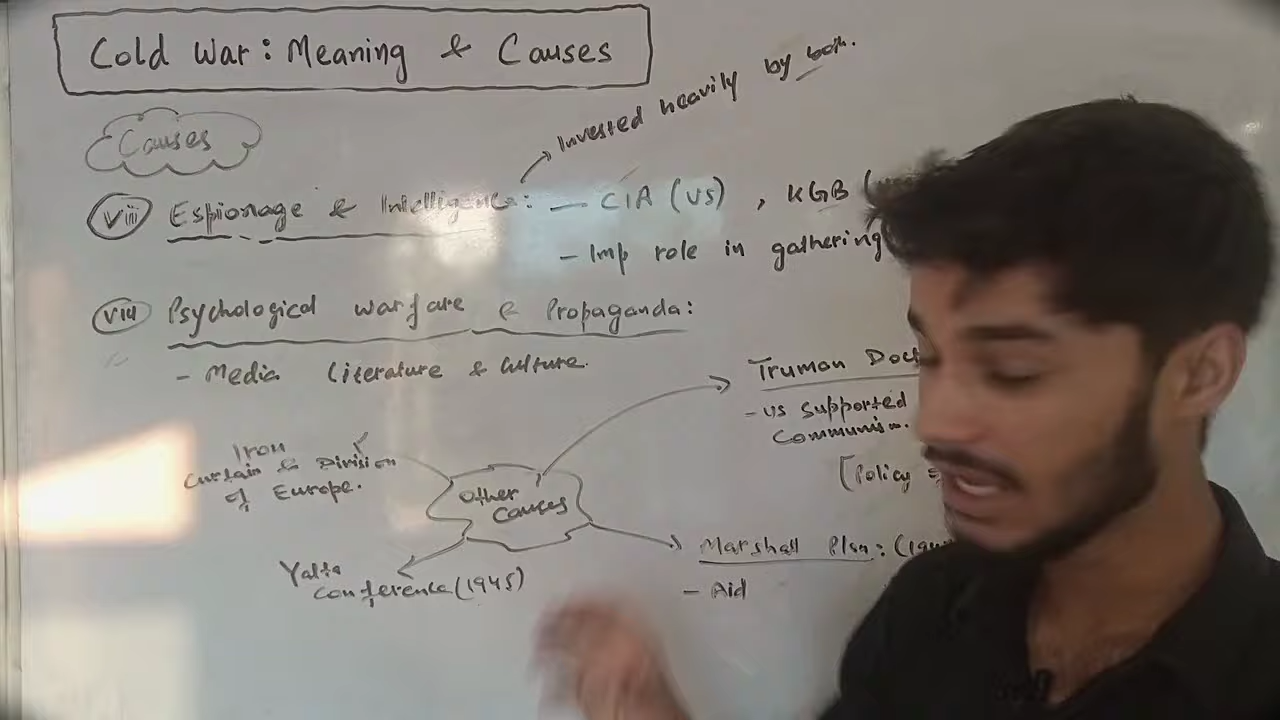 Cold War: Meaning & Causes
Invested heavily by both.
Causes
vii Espionage & Intelligence: — CIA (US) , KGB (
- Imp role in gathering
viii Psychological warfare & Propaganda:
- Media Literature & Culture.
Truman Doct
- US supported
Communism.
[Policy
Iron
Curtain & Division
of Europe.
Other
Causes
Marshall Plan: (194
- Aid
Yalta
Conference (1945)